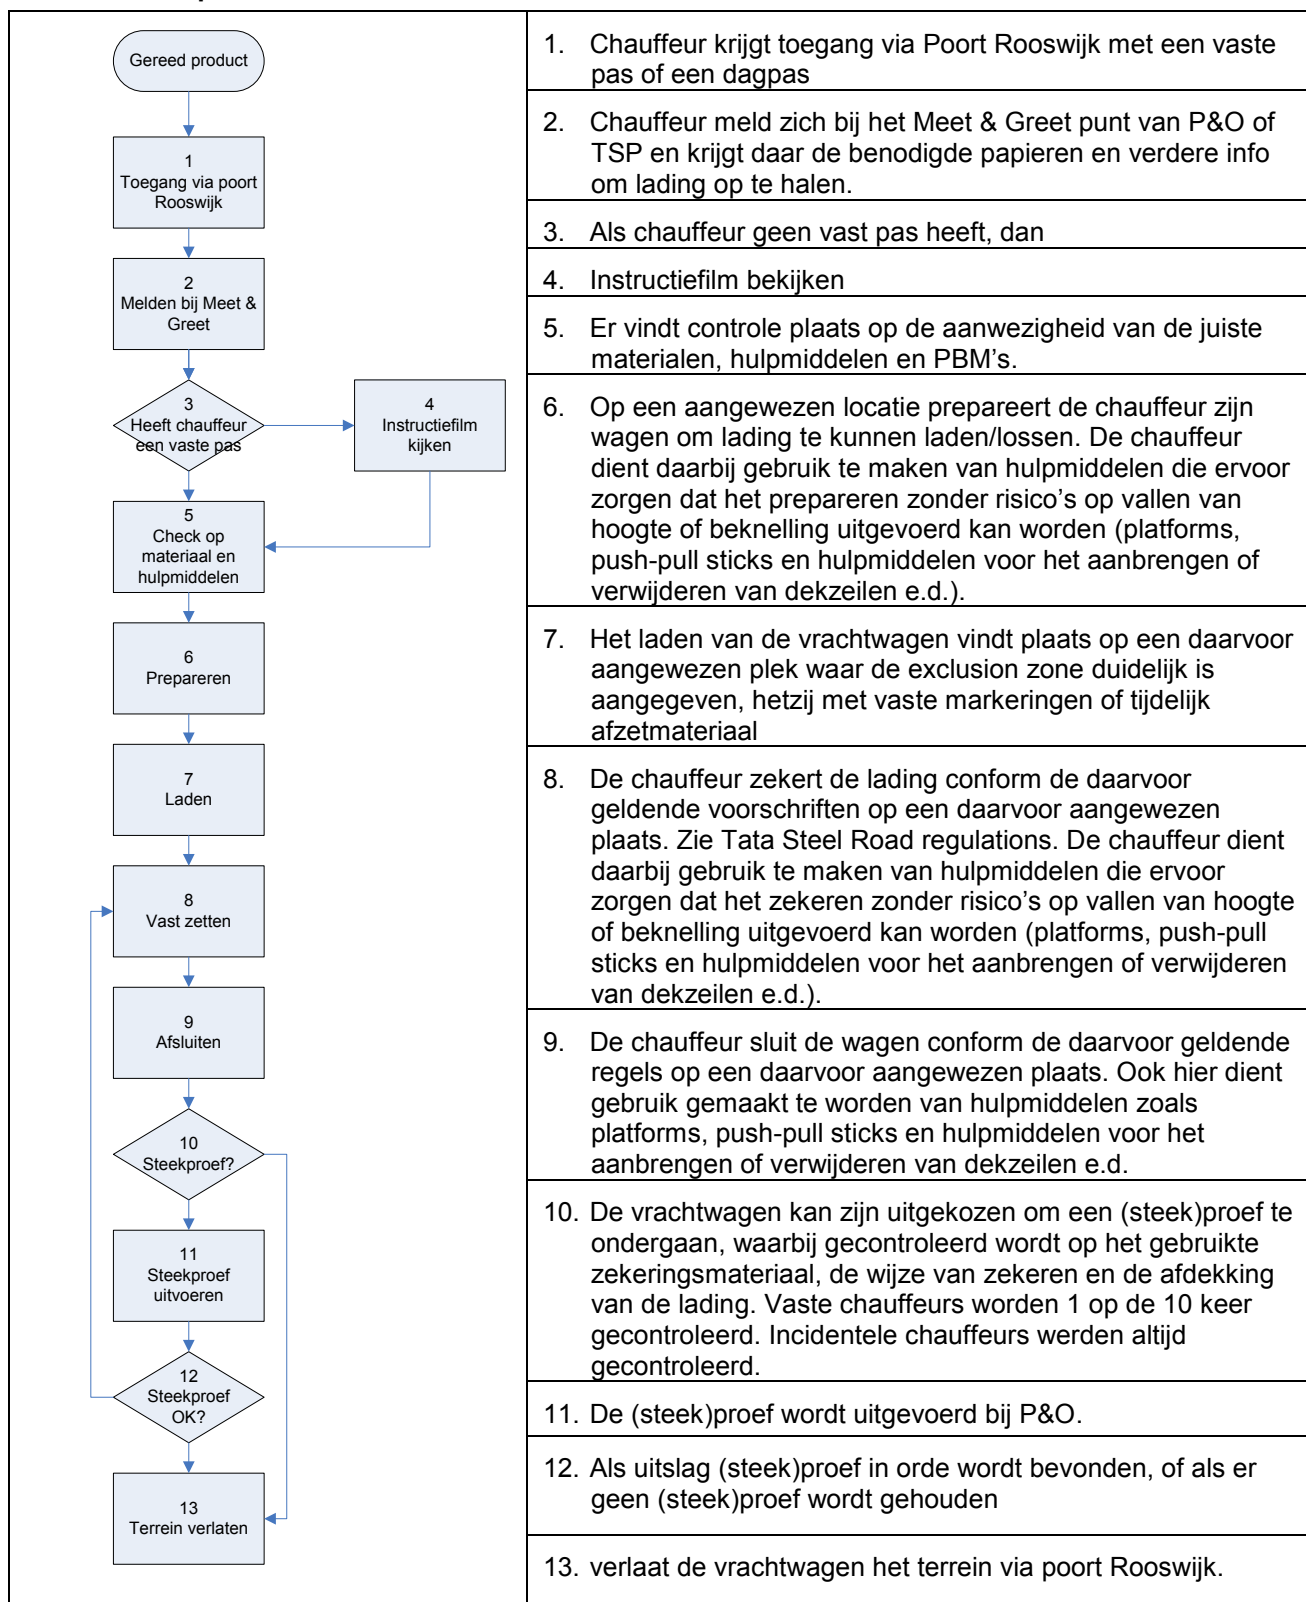 Gereed product
1
Toegang via poort
Rooswijk
2
Melden bij Meet &
Greet
3
Heeft chauffeur
een vaste pas
4
Instructiefilm
kijken
5
Check op
materiaal en
hulpmiddelen
6
Prepareren
7
Laden
8
Vast zetten
9
Afsluiten
10
Steekproef?
11
Steekproef
uitvoeren
12
Steekproef
OK?
13
Terrein verlaten
1. Chauffeur krijgt toegang via Poort Rooswijk met een vaste
pas of een dagpas
2. Chauffeur meld zich bij het Meet & Greet punt van P&O of
TSP en krijgt daar de benodigde papieren en verdere info
om lading op te halen.
3. Als chauffeur geen vast pas heeft, dan
4. Instructiefilm bekijken
5. Er vindt controle plaats op de aanwezigheid van de juiste
materialen, hulpmiddelen en PBM’s.
6. Op een aangewezen locatie prepareert de chauffeur zijn
wagen om lading te kunnen laden/lossen. De chauffeur
dient daarbij gebruik te maken van hulpmiddelen die ervoor
zorgen dat het prepareren zonder risico’s op vallen van
hoogte of beknelling uitgevoerd kan worden (platforms,
push-pull sticks en hulpmiddelen voor het aanbrengen of
verwijderen van dekzeilen e.d.).
7. Het laden van de vrachtwagen vindt plaats op een daarvoor
aangewezen plek waar de exclusion zone duidelijk is
aangegeven, hetzij met vaste markeringen of tijdelijk
afzetmateriaal
8. De chauffeur zekert de lading conform de daarvoor
geldende voorschriften op een daarvoor aangewezen
plaats. Zie Tata Steel Road regulations. De chauffeur dient
daarbij gebruik te maken van hulpmiddelen die ervoor
zorgen dat het zekeren zonder risico’s op vallen van hoogte
of beknelling uitgevoerd kan worden (platforms, push-pull
sticks en hulpmiddelen voor het aanbrengen of verwijderen
van dekzeilen e.d.).
9. De chauffeur sluit de wagen conform de daarvoor geldende
regels op een daarvoor aangewezen plaats. Ook hier dient
gebruik gemaakt te worden van hulpmiddelen zoals
platforms, push-pull sticks en hulpmiddelen voor het
aanbrengen of verwijderen van dekzeilen e.d.
10. De vrachtwagen kan zijn uitgekozen om een (steek)proef te
ondergaan, waarbij gecontroleerd wordt op het gebruikte
zekeringsmateriaal, de wijze van zekeren en de afdekking
van de lading. Vaste chauffeurs worden 1 op de 10 keer
gecontroleerd. Incidentele chauffeurs werden altijd
gecontroleerd.
11. De (steek)proef wordt uitgevoerd bij P&O.
12. Als uitslag (steek)proef in orde wordt bevonden, of als er
geen (steek)proef wordt gehouden
13. verlaat de vrachtwagen het terrein via poort Rooswijk.